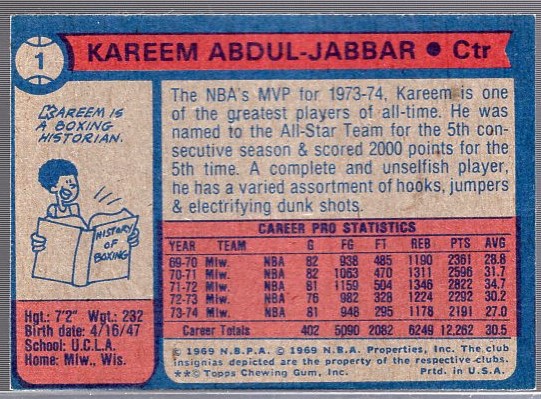 1
KAREEM ABDUL-JABBAR • Ctr
KAREEM IS
A BOXING
HISTORIAN.
HISTORY
OF
BOXING
Hgt.: 7'2" Wgt.: 232
Birth date: 4/16/47
School: U.C.L.A.
Home: Miw., Wis.
The NBA's MVP for 1973-74, Kareem is one
of the greatest players of all-time. He was
named to the All-Star Team for the 5th con-
secutive season & scored 2000 points for the
5th time. A complete and unselfish player,
he has a varied assortment of hooks, jumpers
& electrifying dunk shots.
CAREER PRO STATISTICS
YEAR TEAM G FG FT REB PTS AVG
69-70 Miw. NBA 82 938 485 1190 2361 28.8
70-71 Miw. NBA 82 1063 470 1311 2596 31.7
71-72 Miw. NBA 81 1159 504 1346 2822 34.7
72-73 Miw. NBA 76 982 328 1224 2292 30.2
73-74 Miw. NBA 81 948 295 1178 2191 27.0
Career Totals 402 5090 2082 6249 12,262 30.5
© 1969 N.B.P.A. © 1969 N.B.A. Properties, Inc. The club
insignias depicted are the property of the respective clubs.
**© Topps Chewing Gum, Inc. Prtd. in U.S.A.